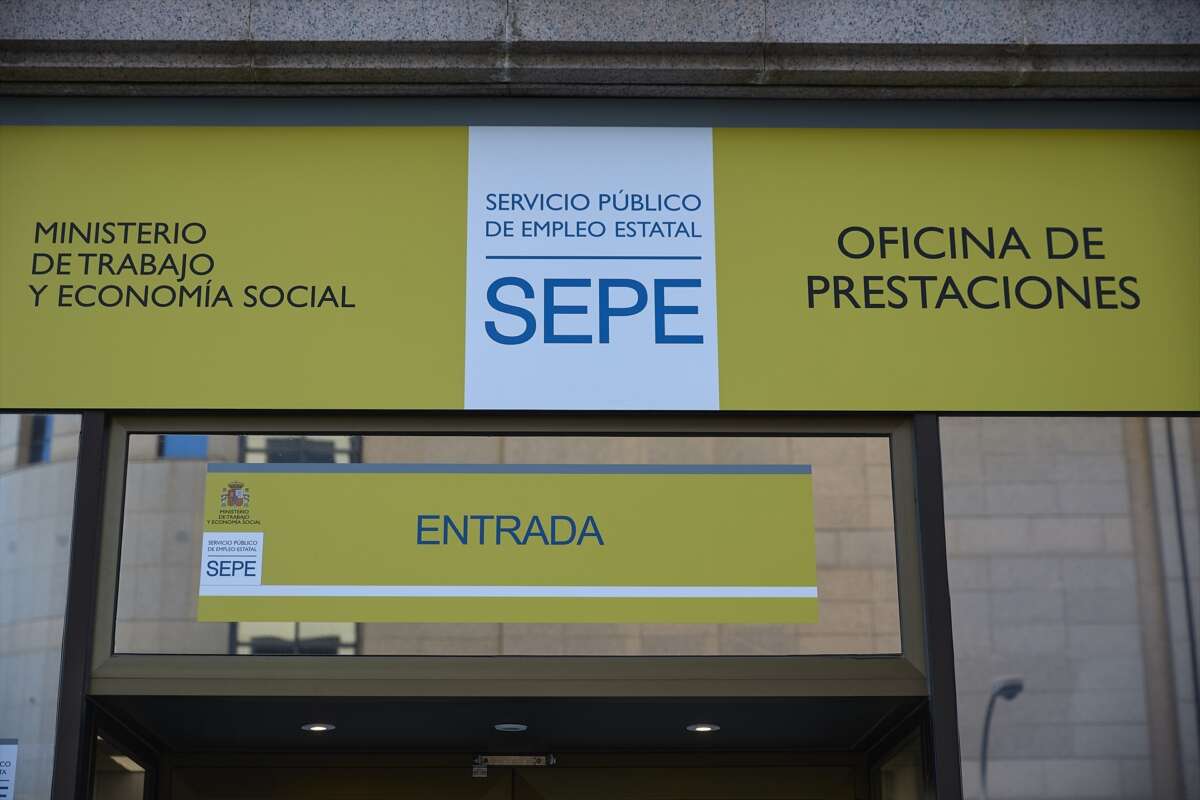 MINISTERIO
DE TRABAJO
Y ECONOMÍA SOCIAL
SERVICIO PÚBLICO
DE EMPLEO ESTATAL
SEPE
OFICINA DE
PRESTACIONES
MINISTERIO
DE TRABAJO
Y ECONOMÍA SOCIAL
SERVICIO PÚBLICO
DE EMPLEO ESTATAL
SEPE
ENTRADA